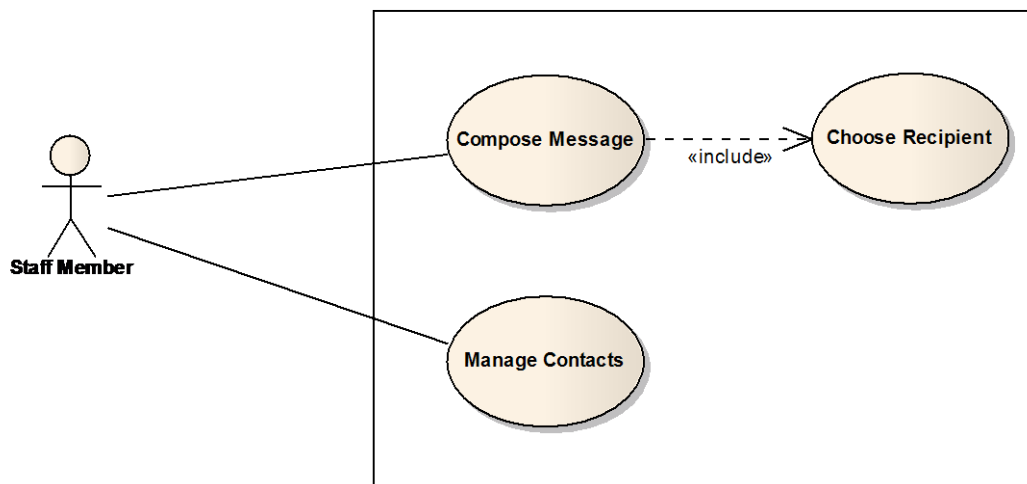 Compose Message
Choose Recipient
«include»
Staff Member
Manage Contacts